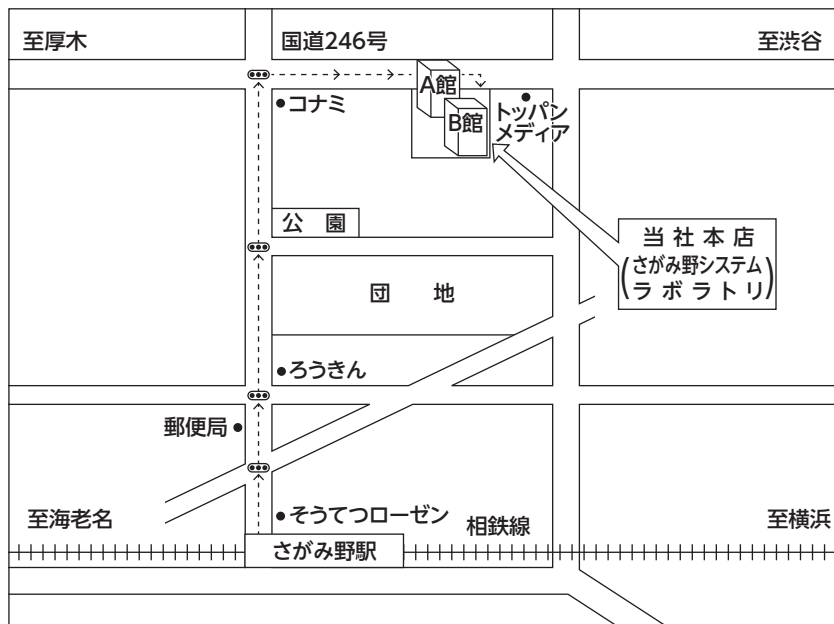 至厚木
国道246号
至渋谷
A館
コナミ
B館
トッパン
メディア
公 園
当 社 本 店
(さがみ野システム
ラ ボ ラ ト リ)
団 地
ろうきん
郵便局
至海老名
そうてつローゼン
相鉄線
至横浜
さがみ野駅